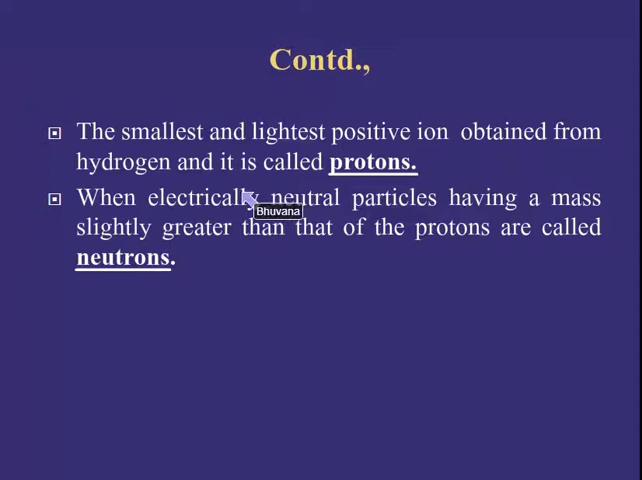 Contd.,
The smallest and lightest positive ion obtained from
hydrogen and it is called protons.
When electrically neutral particles having a mass
Bhuvana
slightly greater than that of the protons are called
neutrons.